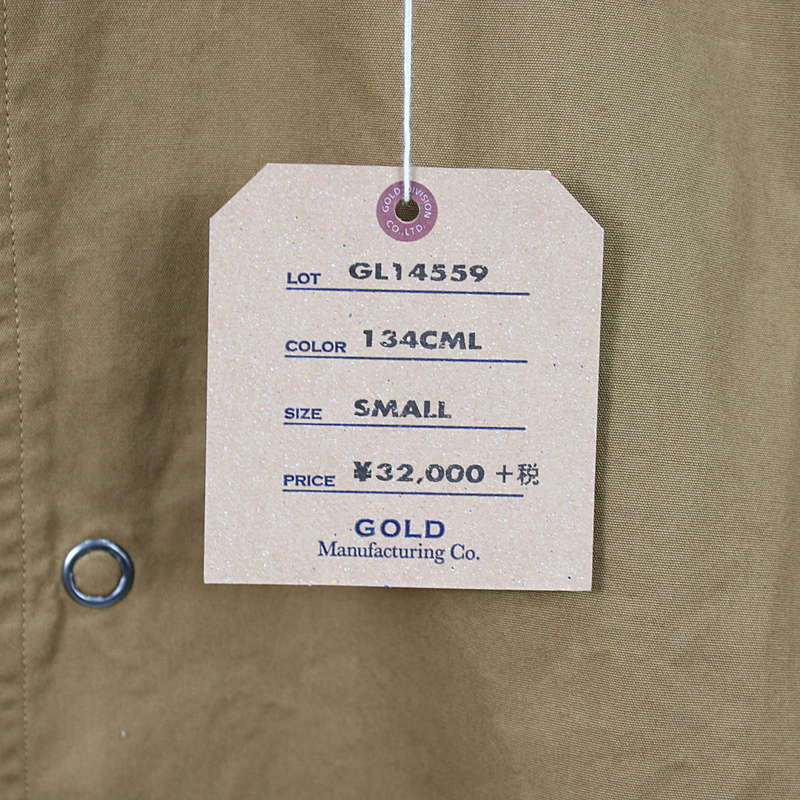 GOLD DIVISION
CO., LTD.
LOT GL14559
COLOR 134CML
SIZE SMALL
PRICE ¥32,000 +税
GOLD
Manufacturing Co.